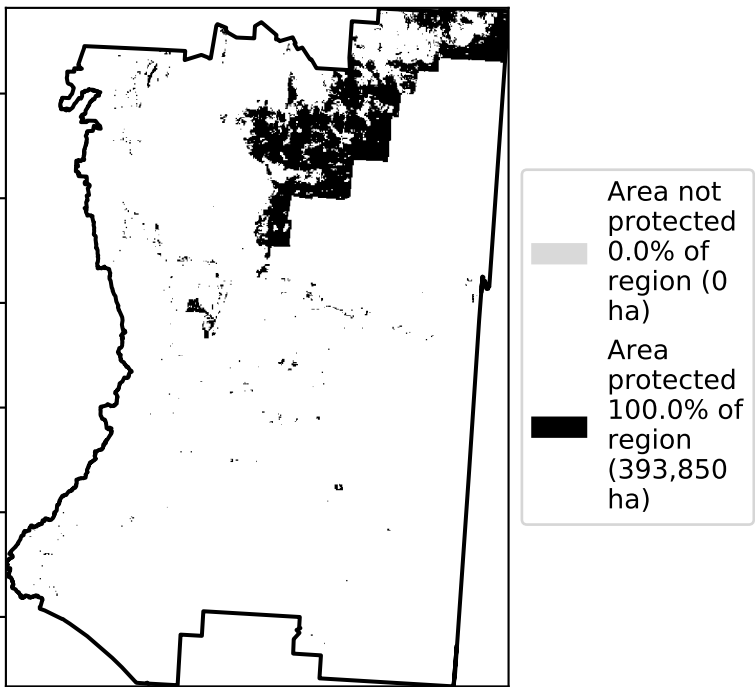 Area not
protected
0.0% of
region (0
ha)
Area
protected
100.0% of
region
(393,850
ha)